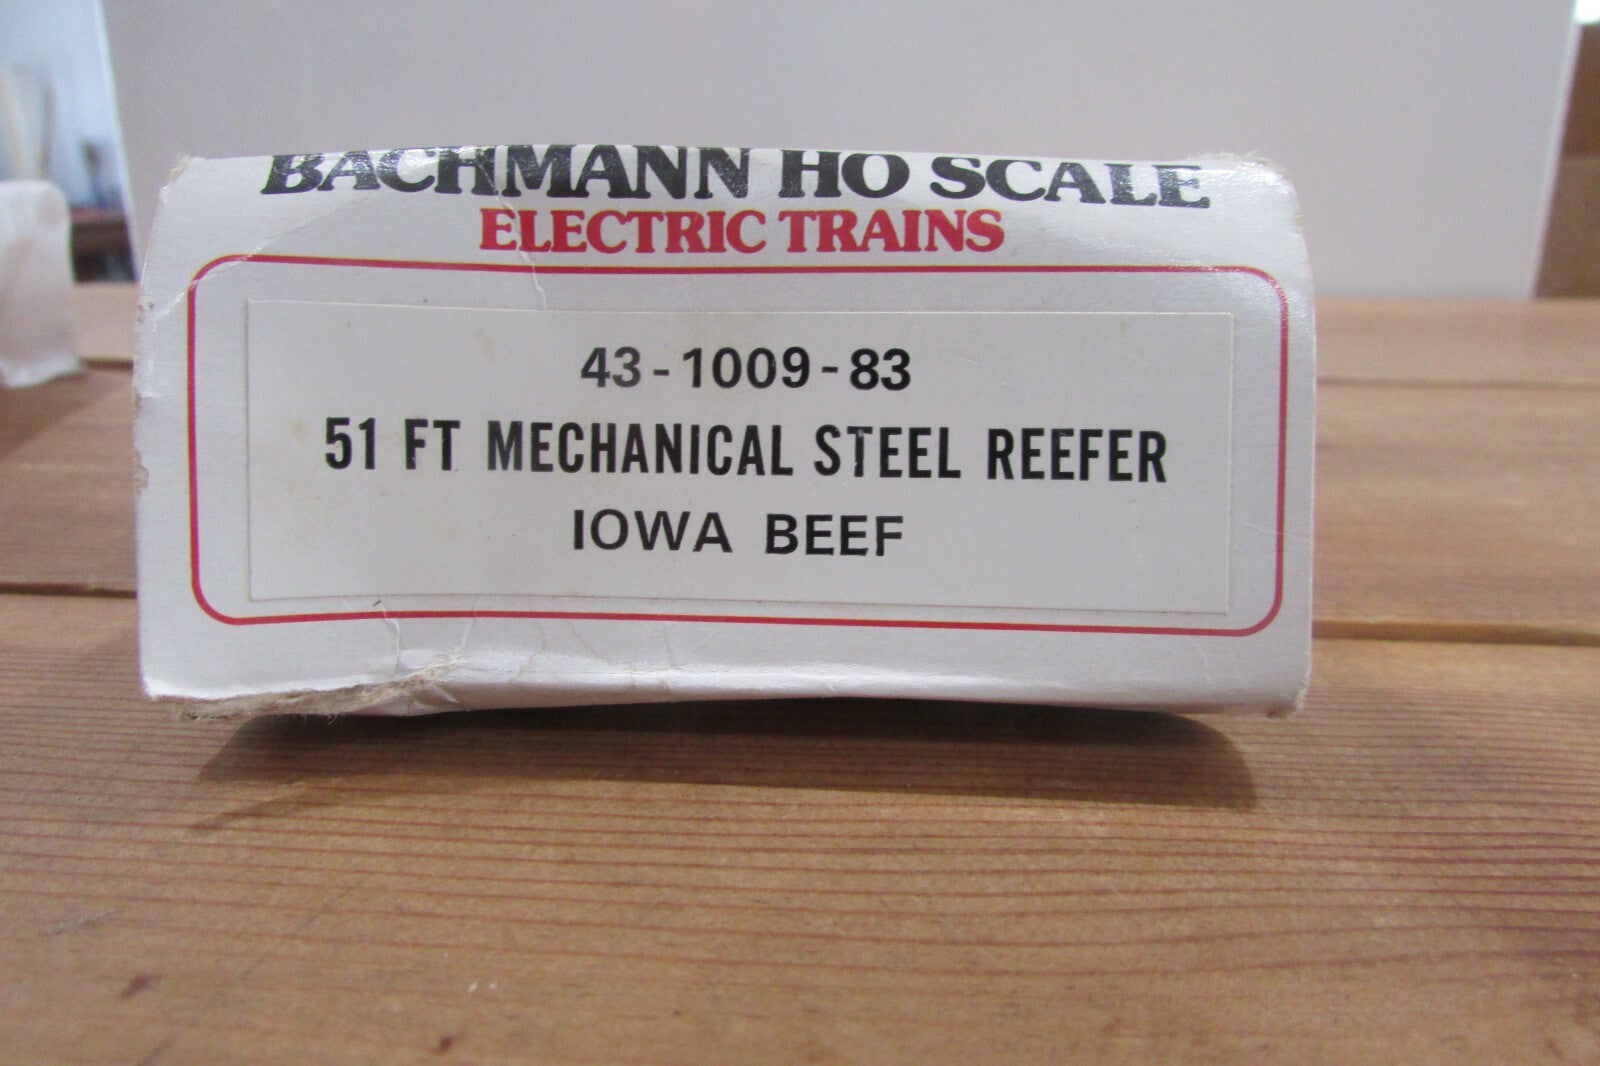 BACHMANN HO SCALE
ELECTRIC TRAINS
43-1009-83
51 FT MECHANICAL STEEL REEFER
IOWA BEEF